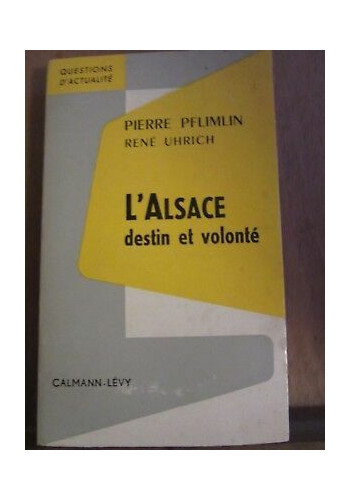 QUESTIONS
D'ACTUALITÉ
PIERRE PFLIMLIN
RENÉ UHRICH
L'ALSACE
destin et volonté
CALMANN-LÉVY